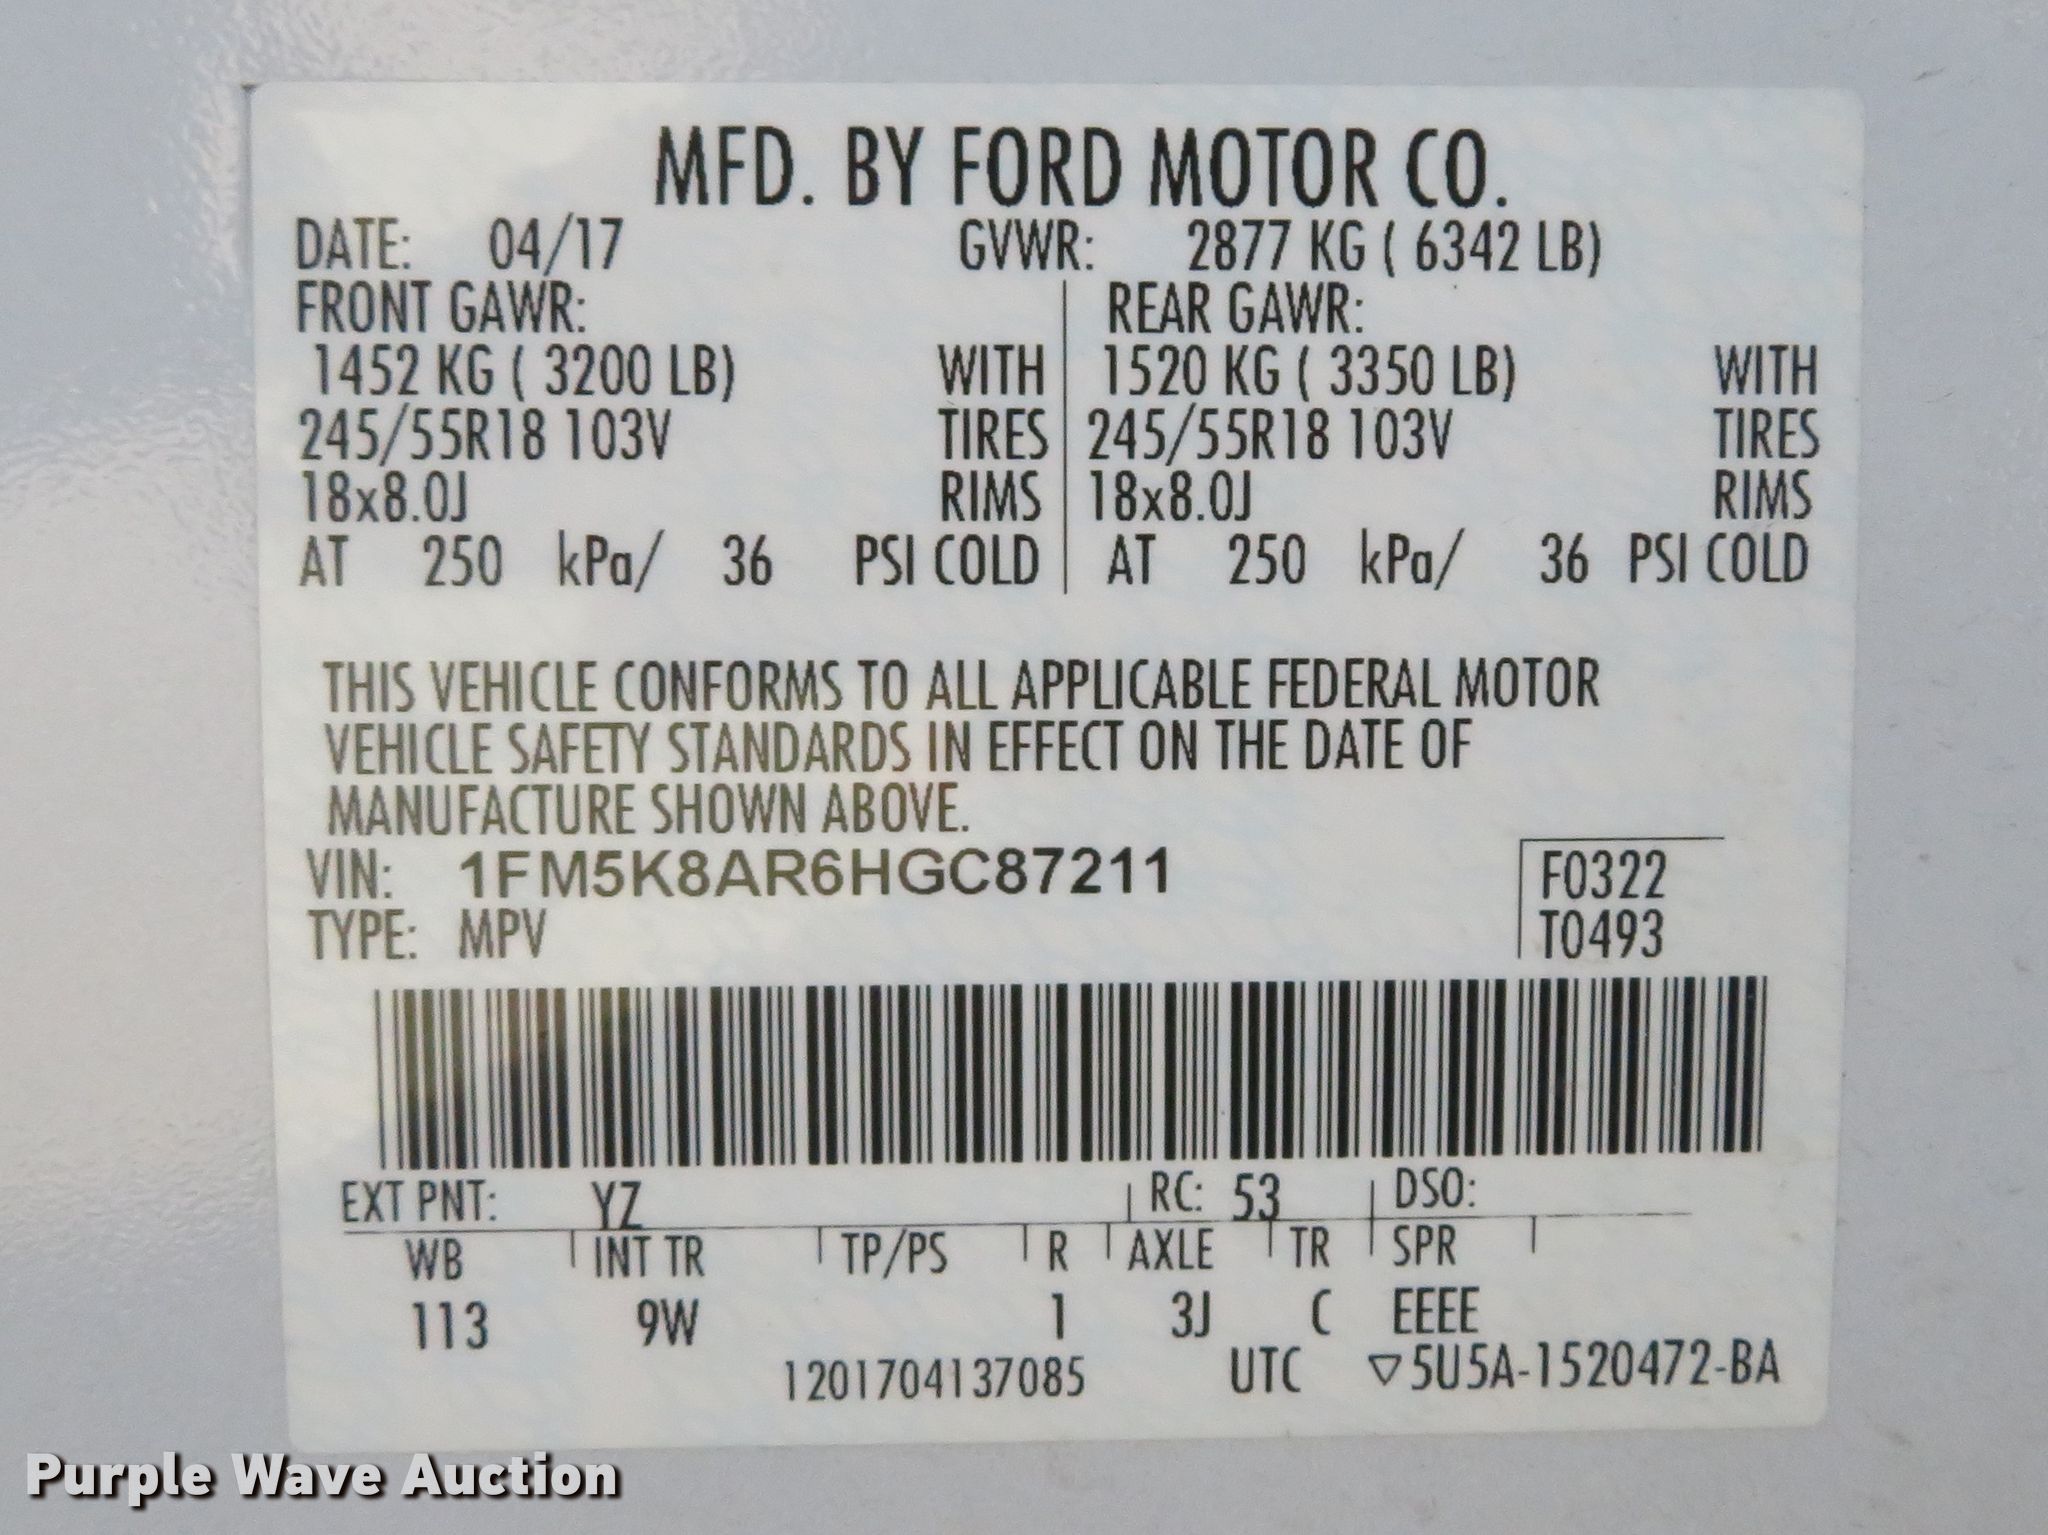 MFD. BY FORD MOTOR CO.
DATE: 04/17 GVWR: 2877 KG ( 6342 LB)
FRONT GAWR: REAR GAWR:
1452 KG ( 3200 LB) WITH 1520 KG ( 3350 LB) WITH
245/55R18 103V TIRES 245/55R18 103V TIRES
18x8.0J RIMS 18x8.0J RIMS
AT 250 kPa/ 36 PSI COLD AT 250 kPa/ 36 PSI COLD
THIS VEHICLE CONFORMS TO ALL APPLICABLE FEDERAL MOTOR
VEHICLE SAFETY STANDARDS IN EFFECT ON THE DATE OF
MANUFACTURE SHOWN ABOVE.
VIN: 1FM5K8AR6HGC87211 F0322
TYPE: MPV T0493
EXT PNT: YZ RC: 53 DSO:
WB INT TR TP/PS R AXLE TR SPR
113 9W 1 3J C EEEE
1201704137085 UTC ▽5U5A-1520472-BA
Purple Wave Auction